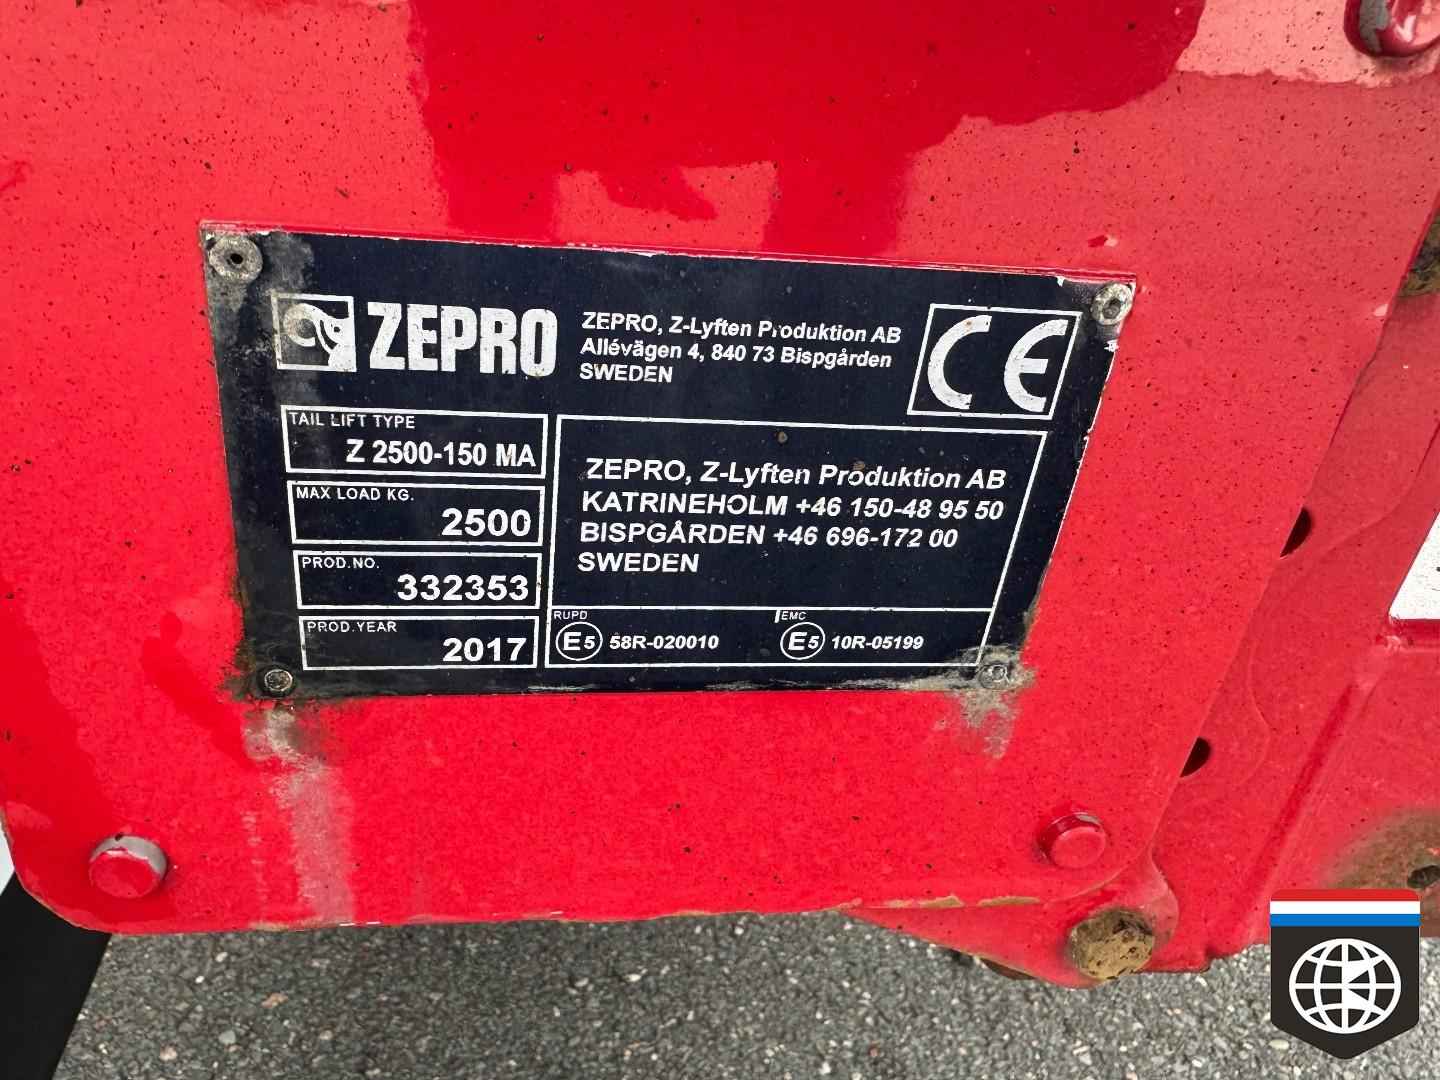 ZEPRO
ZEPRO, Z-Lyften Produktion AB
Allévägen 4, 840 73 Bispgården
SWEDEN
CE
TAIL LIFT TYPE
Z 2500-150 MA
MAX LOAD KG.
2500
PROD.NO.
332353
PROD.YEAR
2017
ZEPRO, Z-Lyften Produktion AB
KATRINEHOLM +46 150-48 95 50
BISPGÅRDEN +46 696-172 00
SWEDEN
RUPD
E5 58R-020010
EMC
E5 10R-05199